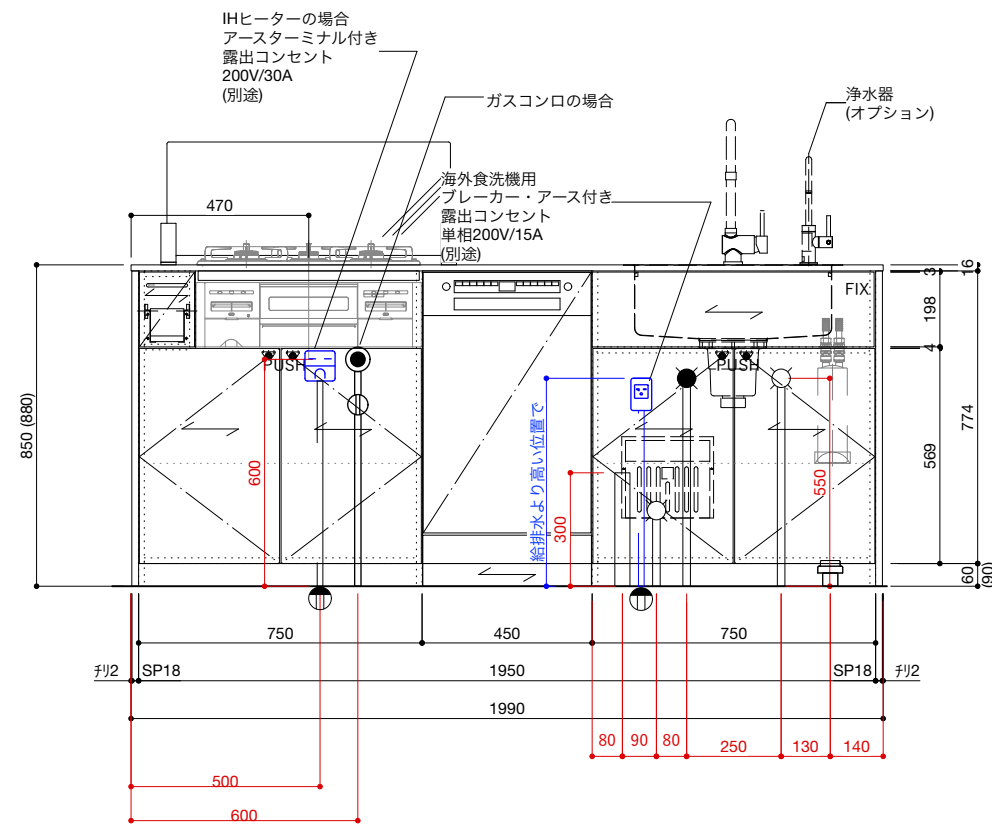 IHヒーターの場合
アースターミナル付き
露出コンセント
200V/30A
(別途)
ガスコンロの場合
浄水器
(オプション)
海外食洗機用
ブレーカー・アース付き
露出コンセント
単相200V/15A
(別途)
470
FIX
16
3
198
4
PUSH
PUSH
850 (880)
774
569
600
給排水より高い位置で
300
550
60
(90)
750
450
750
チリ2
SP18
1950
SP18
チリ2
1990
80
90
80
250
130
140
500
600